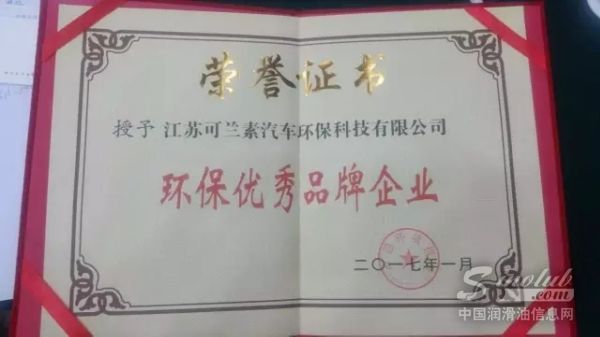 荣誉证书
授予 江苏可兰素汽车环保科技有限公司
环保优秀品牌企业
二〇一七年一月
Sinolub.com
中国润滑油信息网